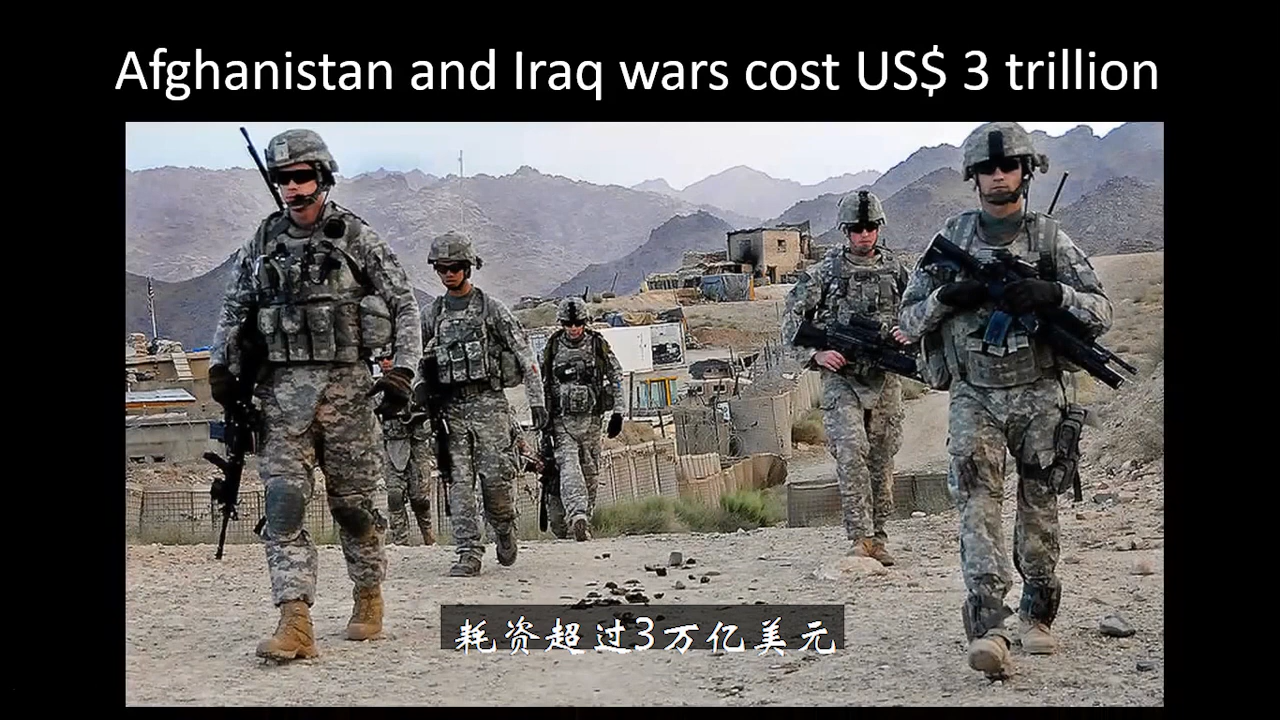 Afghanistan and Iraq wars cost US$ 3 trillion
耗资超过3万亿美元